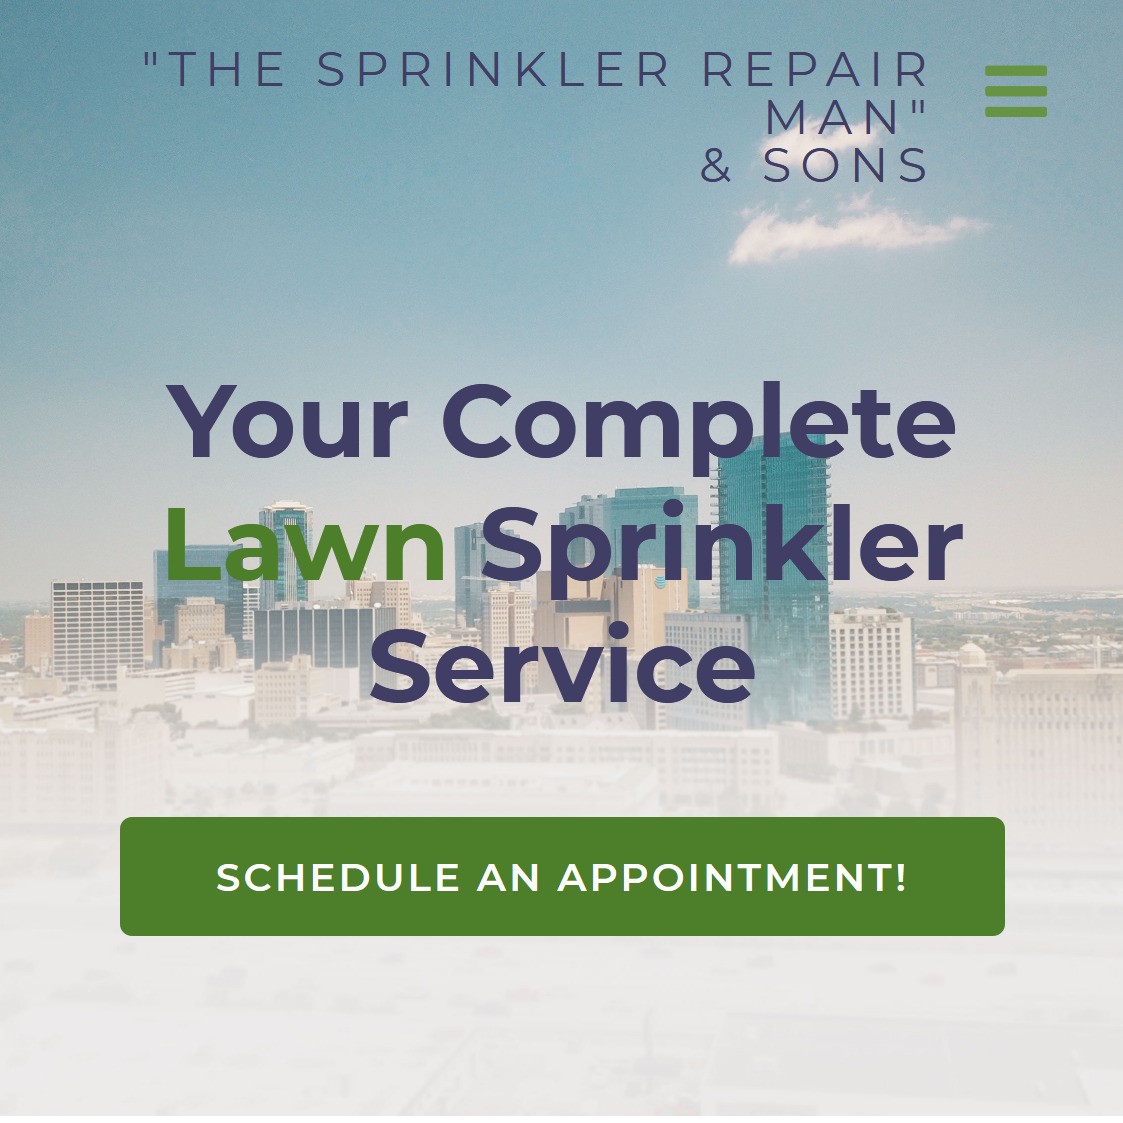 "THE SPRINKLER REPAIR
MAN"
& SONS
Your Complete
Lawn Sprinkler
Service
SCHEDULE AN APPOINTMENT!